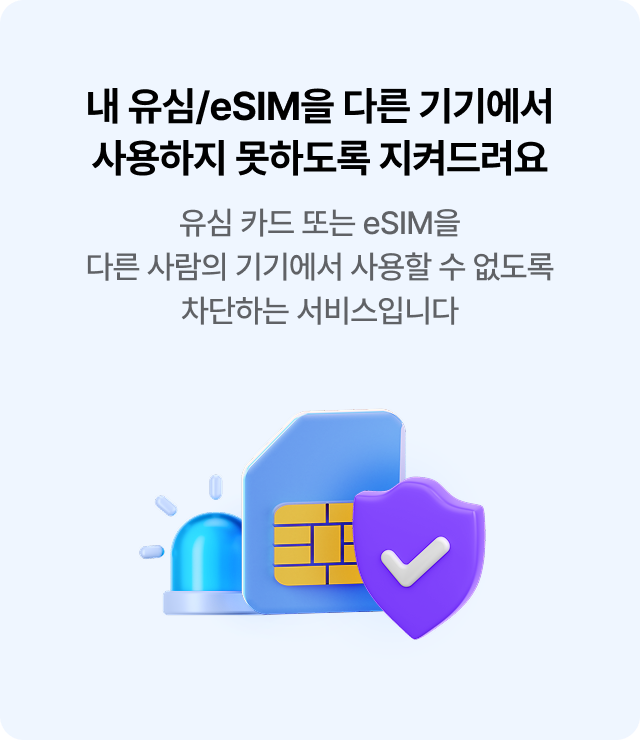 내 유심/eSIM을 다른 기기에서
사용하지 못하도록 지켜드려요
유심 카드 또는 eSIM을
다른 사람의 기기에서 사용할 수 없도록
차단하는 서비스입니다